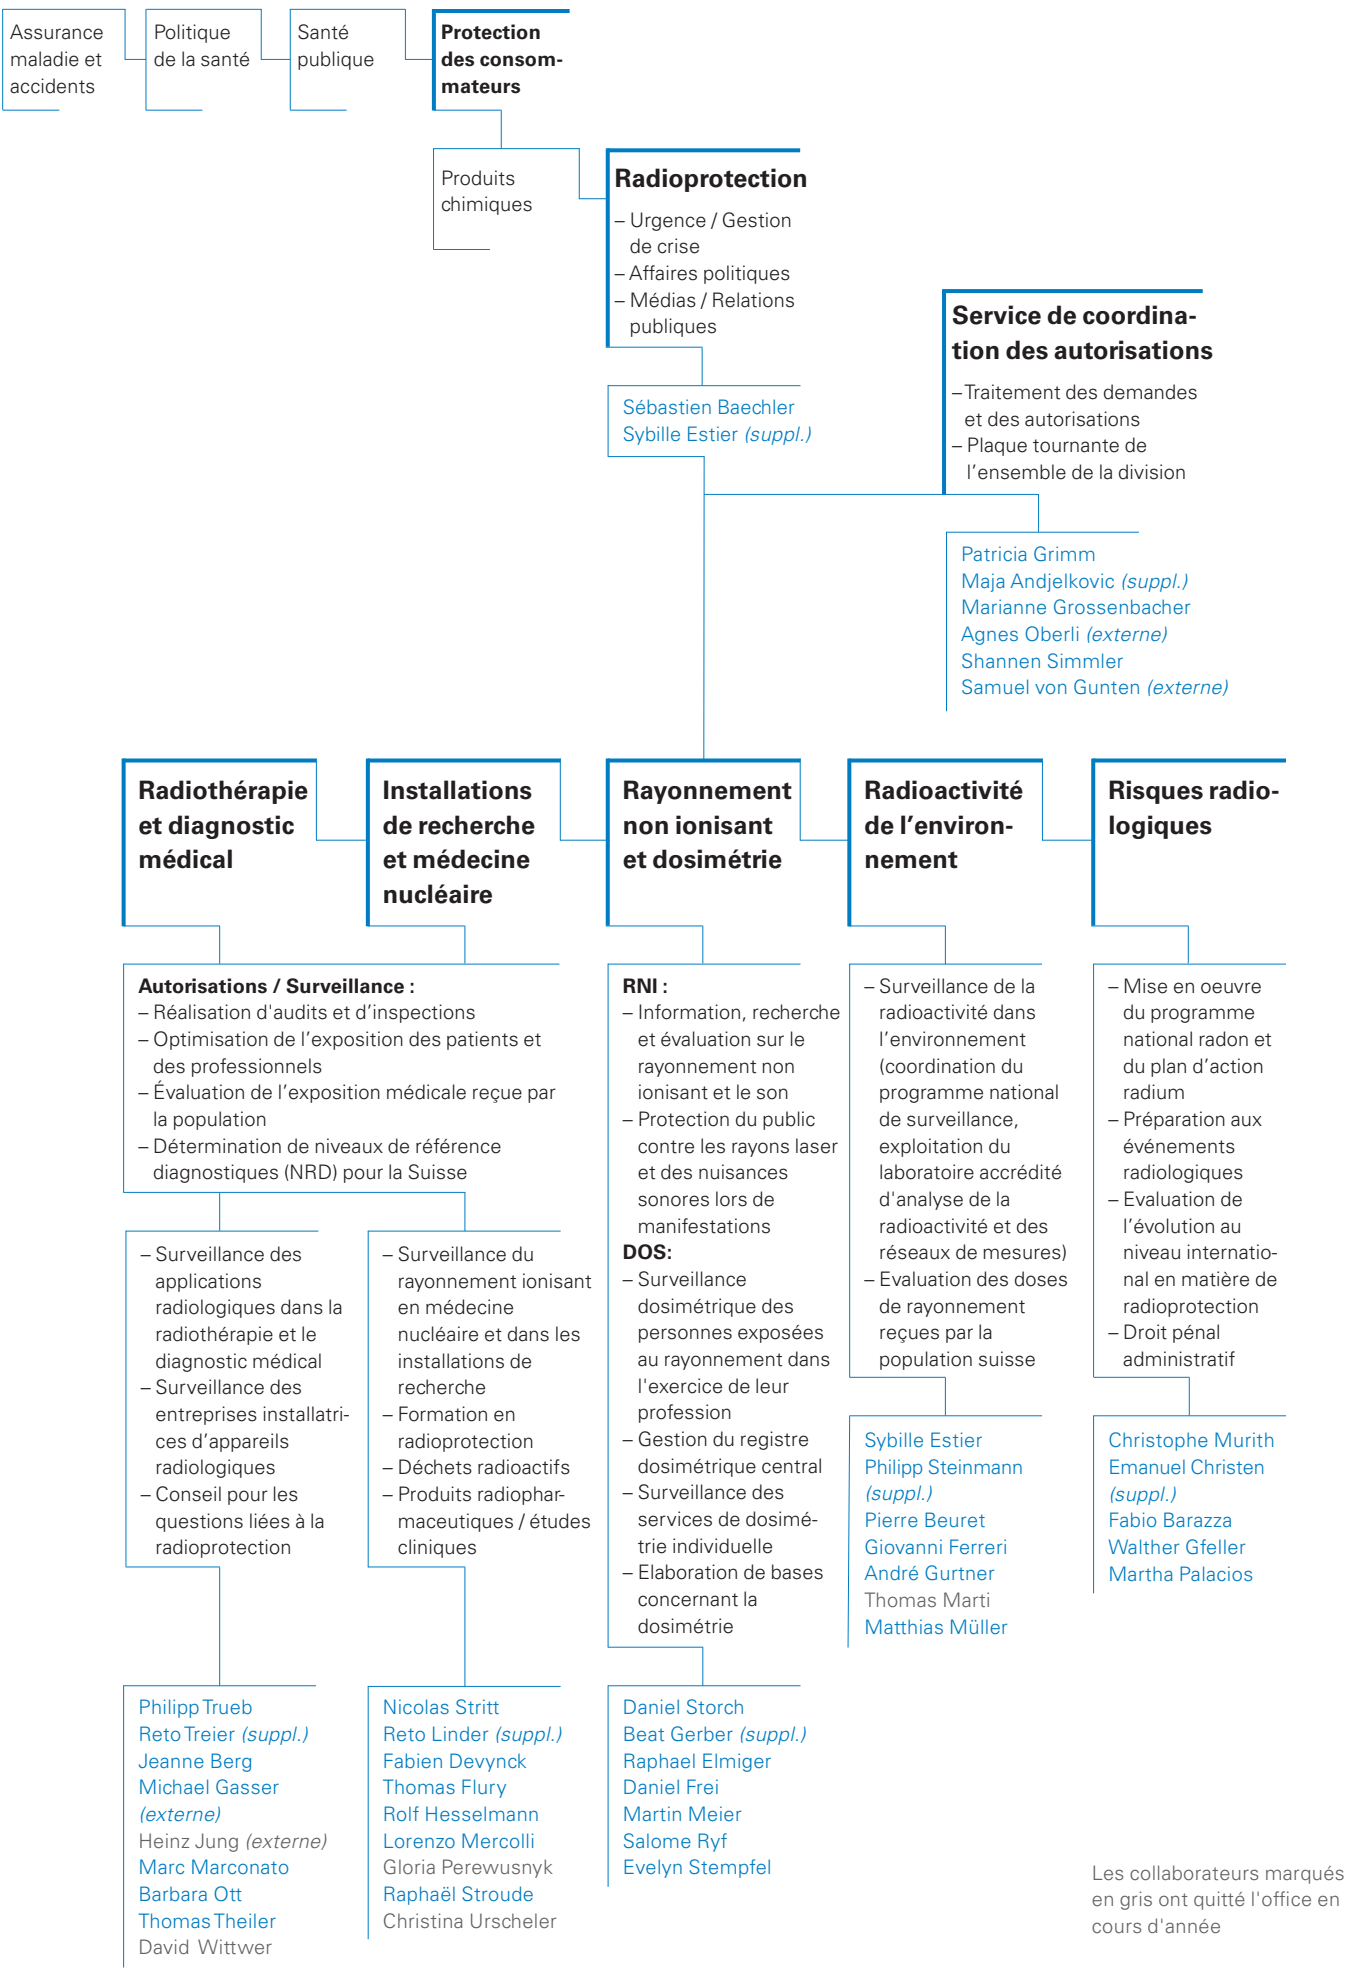 Assurance
maladie et
accidents
Politique
de la santé
Santé
publique
Protection
des consom-
mateurs
Produits
chimiques
Radioprotection
– Urgence / Gestion
de crise
– Affaires politiques
– Médias / Relations
publiques
Sébastien Baechler
Sybille Estier (suppl.)
Service de coordina-
tion des autorisations
– Traitement des demandes
et des autorisations
– Plaque tournante de
l’ensemble de la division
Patricia Grimm
Maja Andjelkovic (suppl.)
Marianne Grossenbacher
Agnes Oberli (externe)
Shannen Simmler
Samuel von Gunten (externe)
Radiothérapie
et diagnostic
médical
Installations
de recherche
et médecine
nucléaire
Rayonnement
non ionisant
et dosimétrie
Radioactivité
de l’environ-
nement
Risques radio-
logiques
Autorisations / Surveillance :
– Réalisation d'audits et d’inspections
– Optimisation de l’exposition des patients et
des professionnels
– Évaluation de l’exposition médicale reçue par
la population
– Détermination de niveaux de référence
diagnostiques (NRD) pour la Suisse
– Surveillance des
applications
radiologiques dans la
radiothérapie et le
diagnostic médical
– Surveillance des
entreprises installatri-
ces d’appareils
radiologiques
– Conseil pour les
questions liées à la
radioprotection
Philipp Trueb
Reto Treier (suppl.)
Jeanne Berg
Michael Gasser
(externe)
Heinz Jung (externe)
Marc Marconato
Barbara Ott
Thomas Theiler
David Wittwer
– Surveillance du
rayonnement ionisant
en médecine
nucléaire et dans les
installations de
recherche
– Formation en
radioprotection
– Déchets radioactifs
– Produits radiophar-
maceutiques / études
cliniques
Nicolas Stritt
Reto Linder (suppl.)
Fabien Devynck
Thomas Flury
Rolf Hesselmann
Lorenzo Mercolli
Gloria Perewusnyk
Raphaël Stroude
Christina Urscheler
RNI :
– Information, recherche
et évaluation sur le
rayonnement non
ionisant et le son
– Protection du public
contre les rayons laser
et des nuisances
sonores lors de
manifestations
DOS:
– Surveillance
dosimétrique des
personnes exposées
au rayonnement dans
l'exercice de leur
profession
– Gestion du registre
dosimétrique central
– Surveillance des
services de dosimé-
trie individuelle
– Elaboration de bases
concernant la
dosimétrie
Daniel Storch
Beat Gerber (suppl.)
Raphael Elmiger
Daniel Frei
Martin Meier
Salome Ryf
Evelyn Stempfel
– Surveillance de la
radioactivité dans
l’environnement
(coordination du
programme national
de surveillance,
exploitation du
laboratoire accrédité
d'analyse de la
radioactivité et des
réseaux de mesures)
– Evaluation des doses
de rayonnement
reçues par la
population suisse
Sybille Estier
Philipp Steinmann
(suppl.)
Pierre Beuret
Giovanni Ferreri
André Gurtner
Thomas Marti
Matthias Müller
– Mise en oeuvre
du programme
national radon et
du plan d’action
radium
– Préparation aux
événements
radiologiques
– Evaluation de
l’évolution au
niveau internatio-
nal en matière de
radioprotection
– Droit pénal
administratif
Christophe Murith
Emanuel Christen
(suppl.)
Fabio Barazza
Walther Gfeller
Martha Palacios
Les collaborateurs marqués
en gris ont quitté l'office en
cours d'année